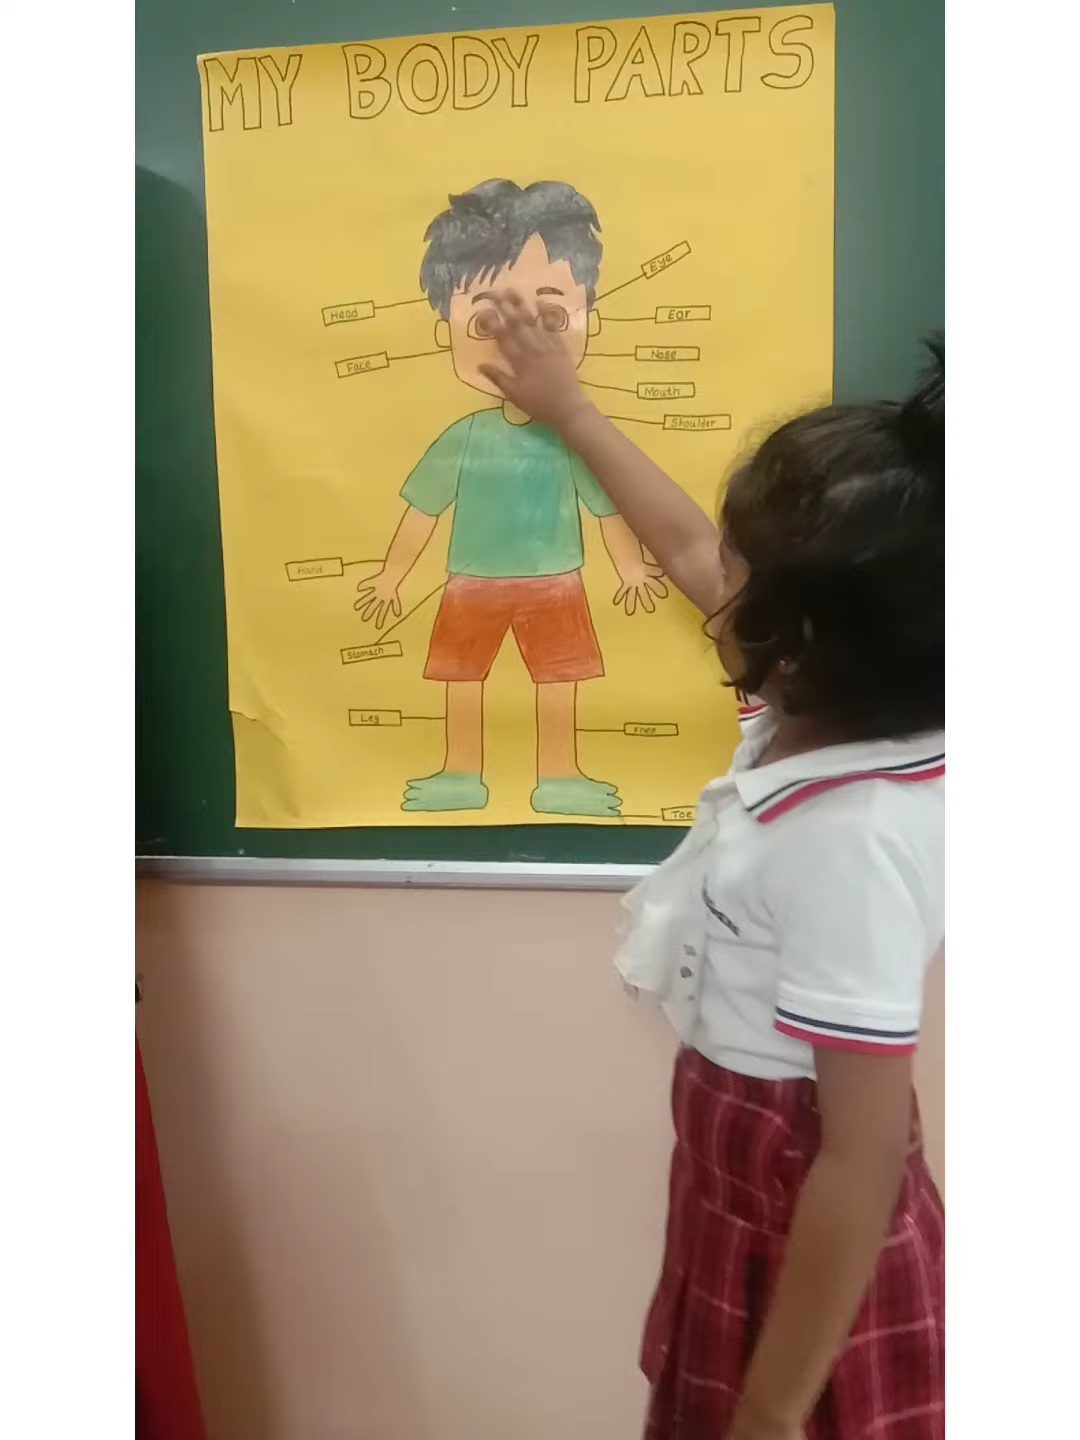 MY BODY PARTS
Eye
Head
Ear
Face
Nose
Mouth
Shoulder
Hand
Stomach
Leg
Knee
Toe